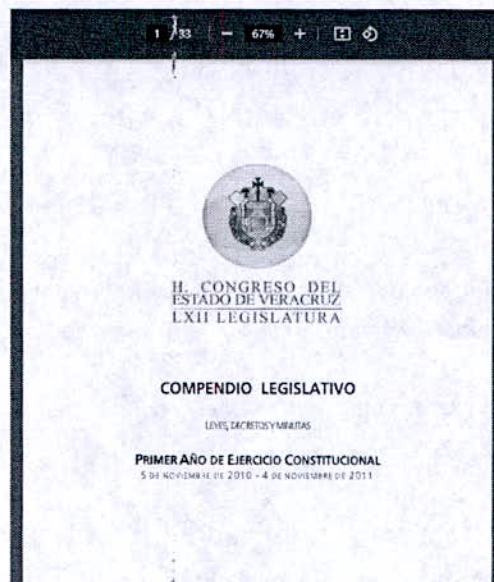 1 / 33 − 67% +
H. CONGRESO DEL
ESTADO DE VERACRUZ
LXII LEGISLATURA
COMPENDIO LEGISLATIVO
LEYES, DECRETOS Y MINUTAS
PRIMER AÑO DE EJERCICIO CONSTITUCIONAL
5 DE NOVIEMBRE DE 2010 - 4 DE NOVIEMBRE DE 2011